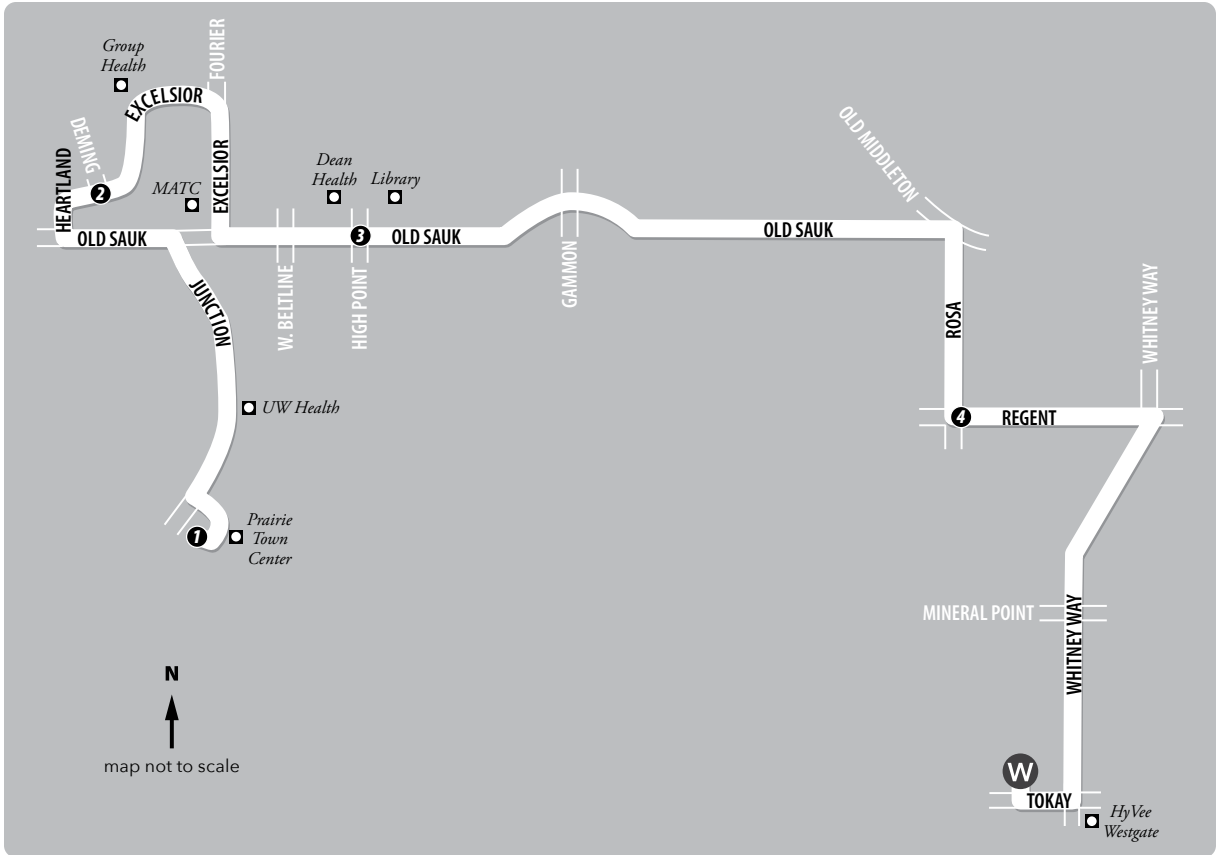 Group
Health
FOURIER
EXCELSIOR
DEMING
HEARTLAND
2
MATC
EXCELSIOR
Dean
Health
Library
OLD MIDDLETON
OLD SAUK
3
OLD SAUK
OLD SAUK
JUNCTION
W. BELTLINE
HIGH POINT
GAMMON
ROSA
WHITNEY WAY
UW Health
4
REGENT
1
Prairie
Town
Center
MINERAL POINT
WHITNEY WAY
N
map not to scale
W
TOKAY
HyVee
Westgate